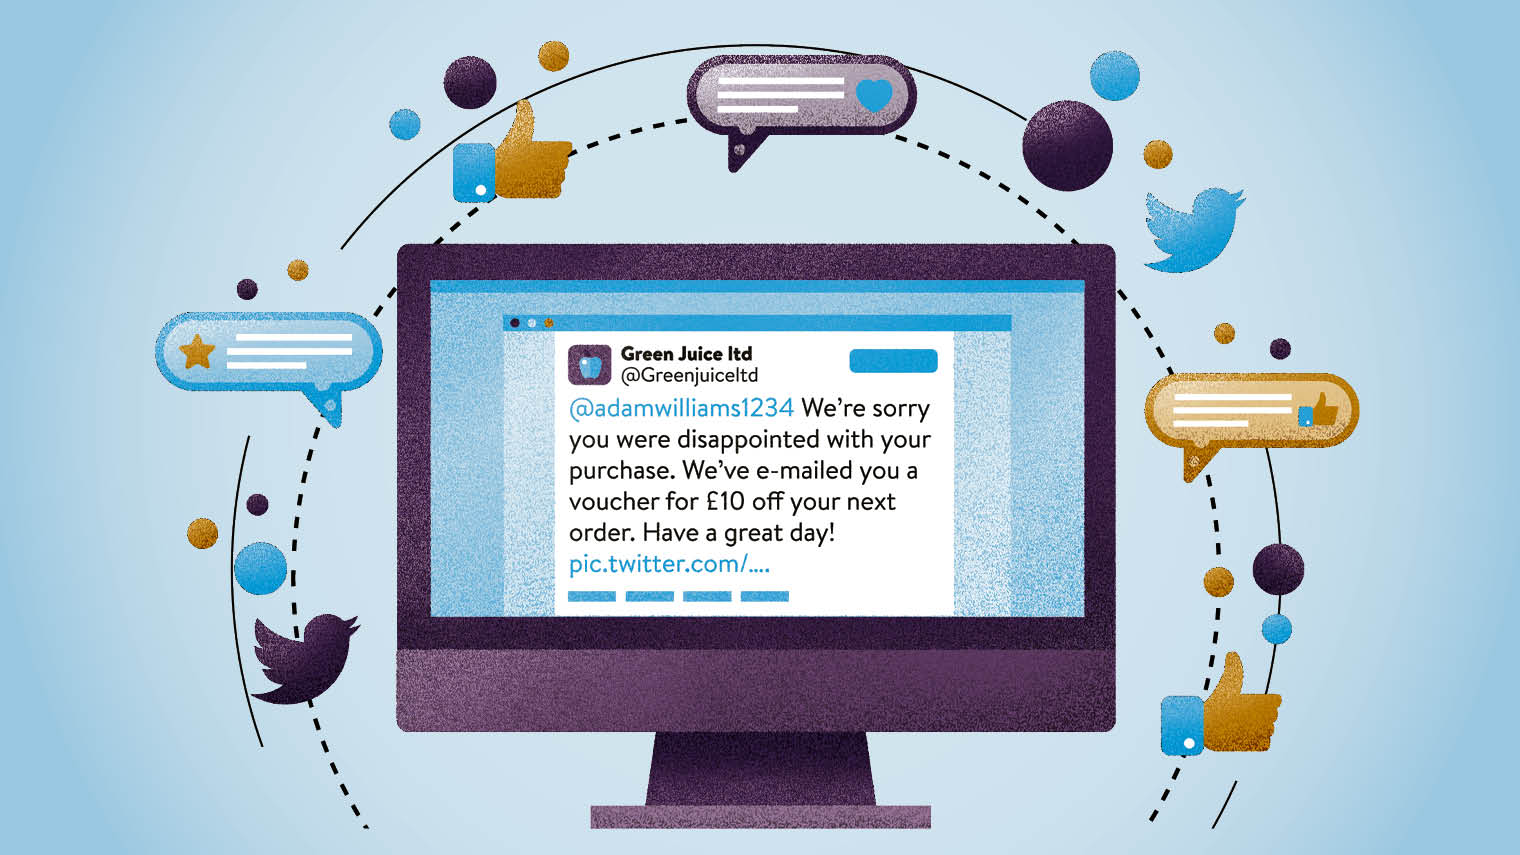 Green Juice ltd
@Greenjuiceltd
@adamwilliams1234 We’re sorry
you were disappointed with your
purchase. We’ve e-mailed you a
voucher for £10 off your next
order. Have a great day!
pic.twitter.com/....